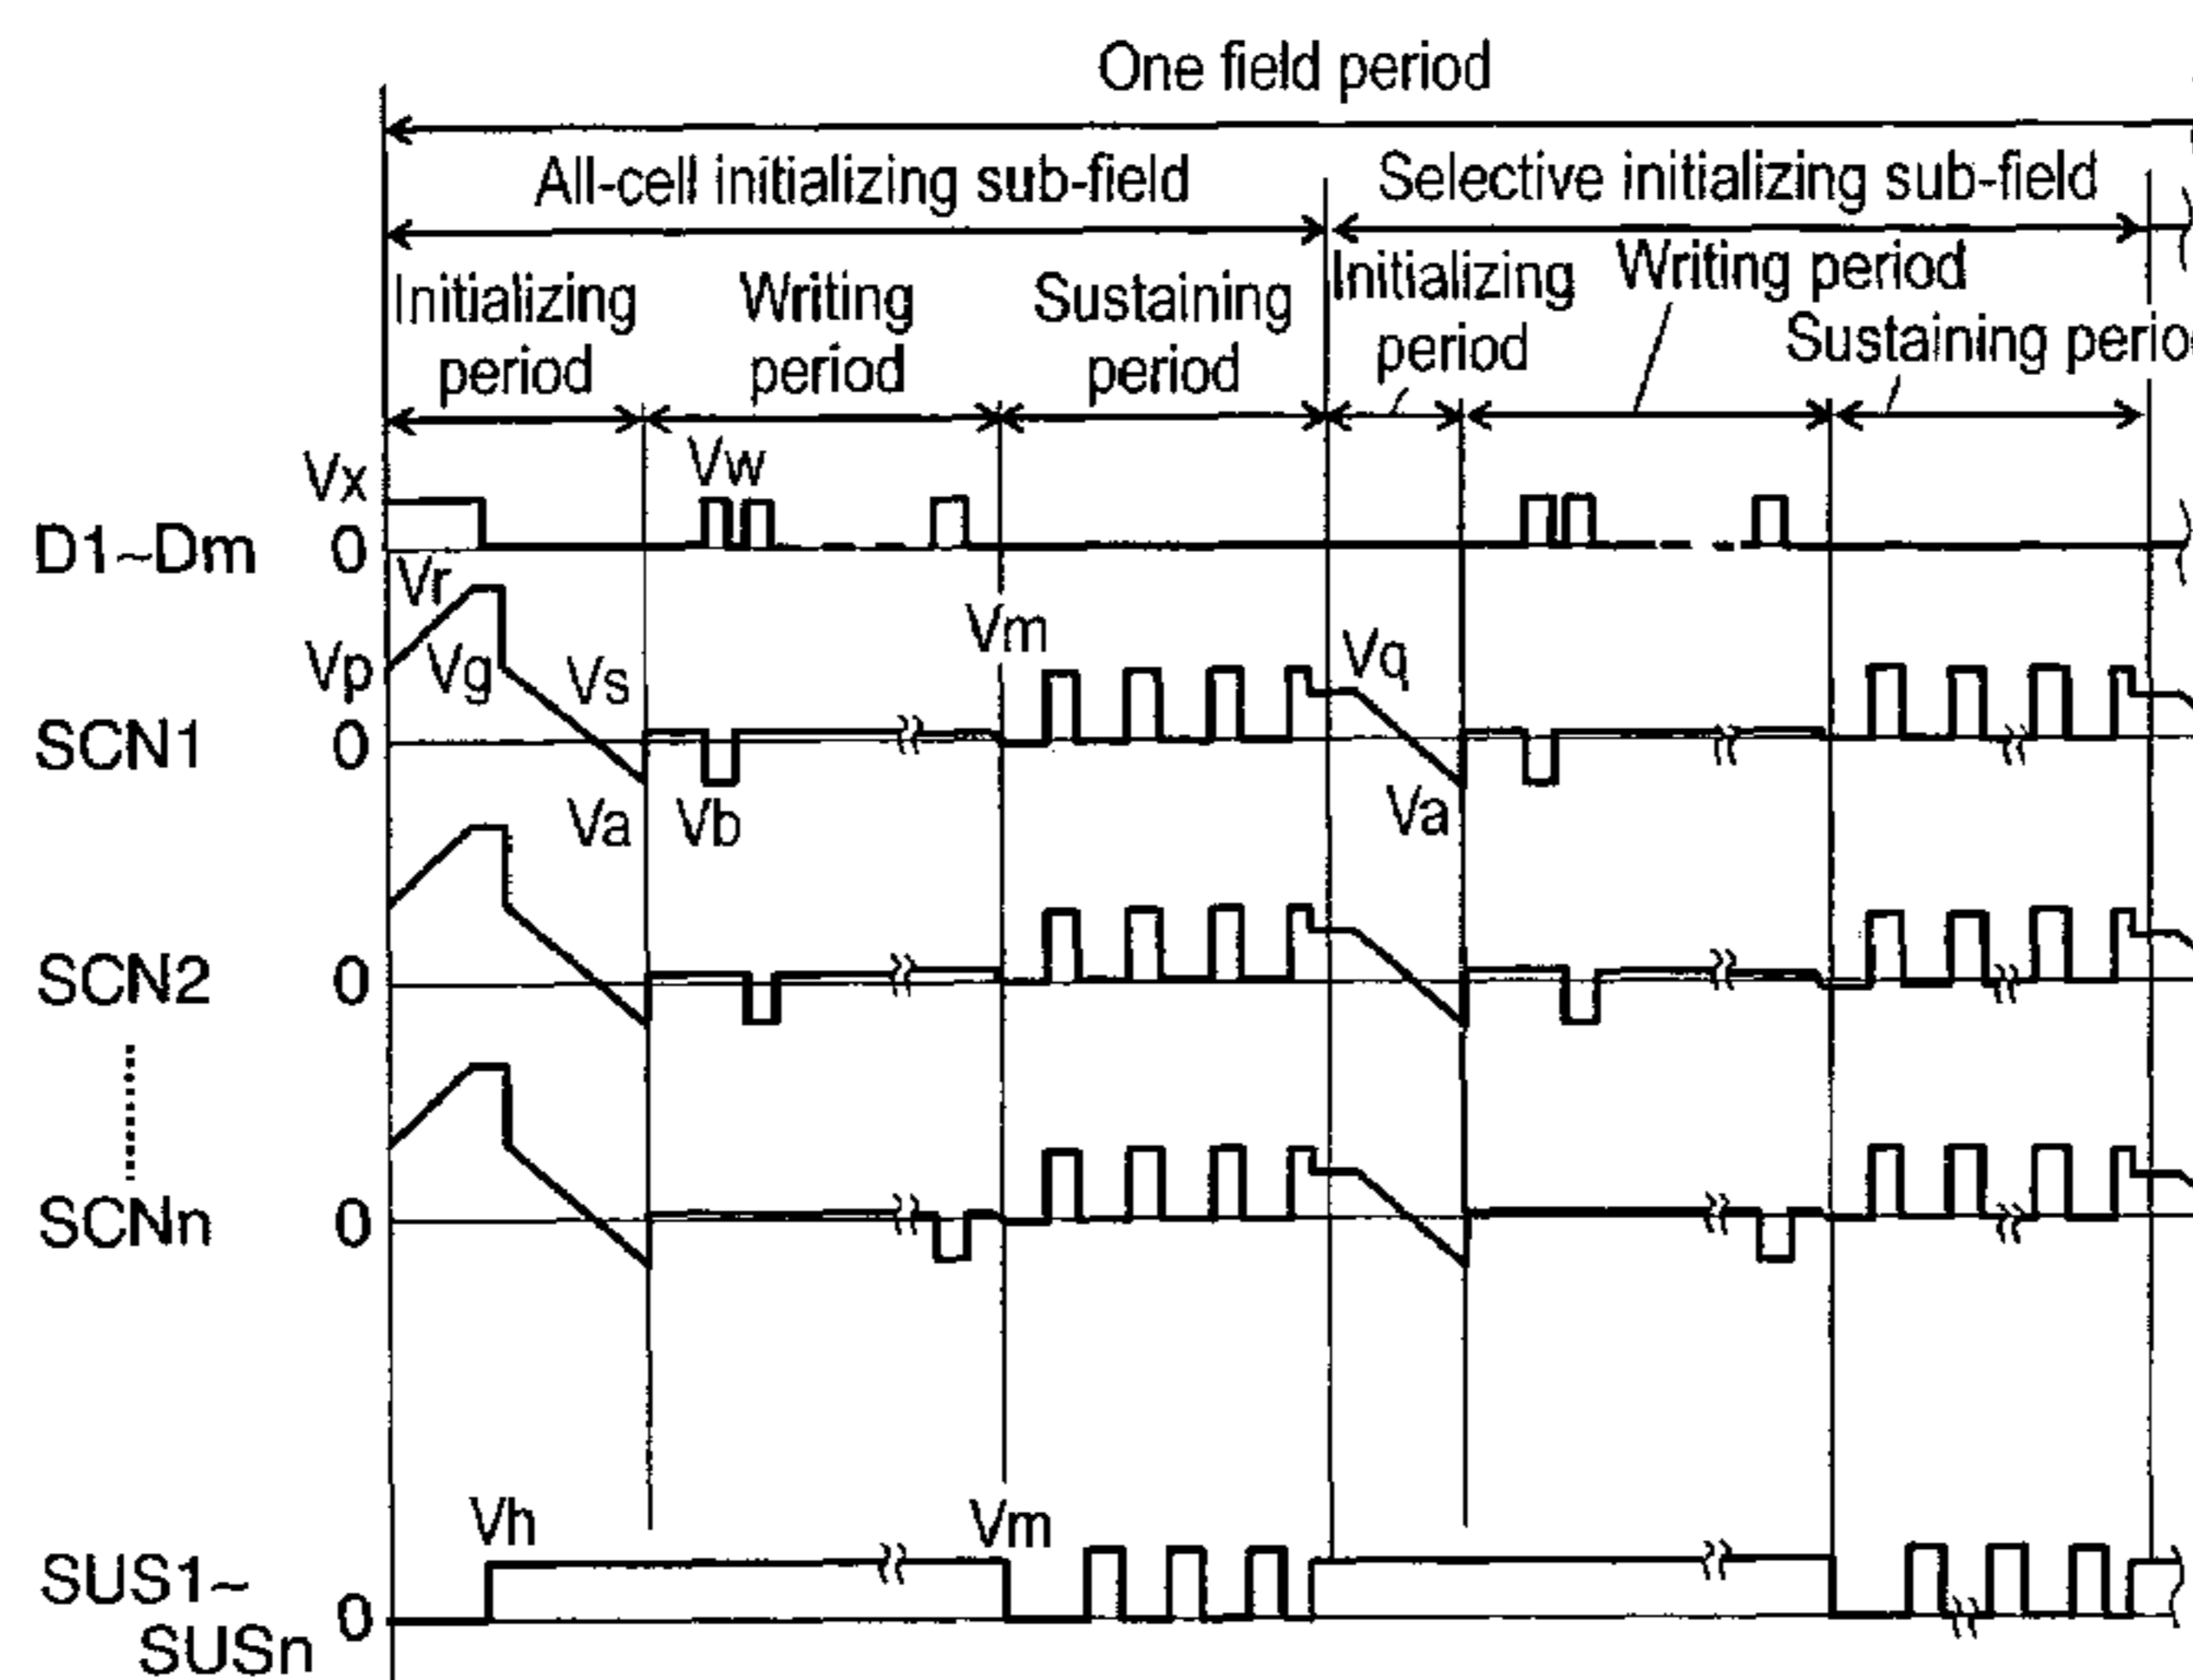 One field period
All-cell initializing sub-field
Selective initializing sub-field
Initializing
period
Writing
period
Sustaining
period
Initializing
period
Writing period
Sustaining perio
Vx
Vw
D1~Dm
0
Vr
Vp
Vg
Vs
Vm
Vq
SCN1
0
Va
Vb
Va
SCN2
0
SCNn
0
Vh
Vm
SUS1~
SUSn
0